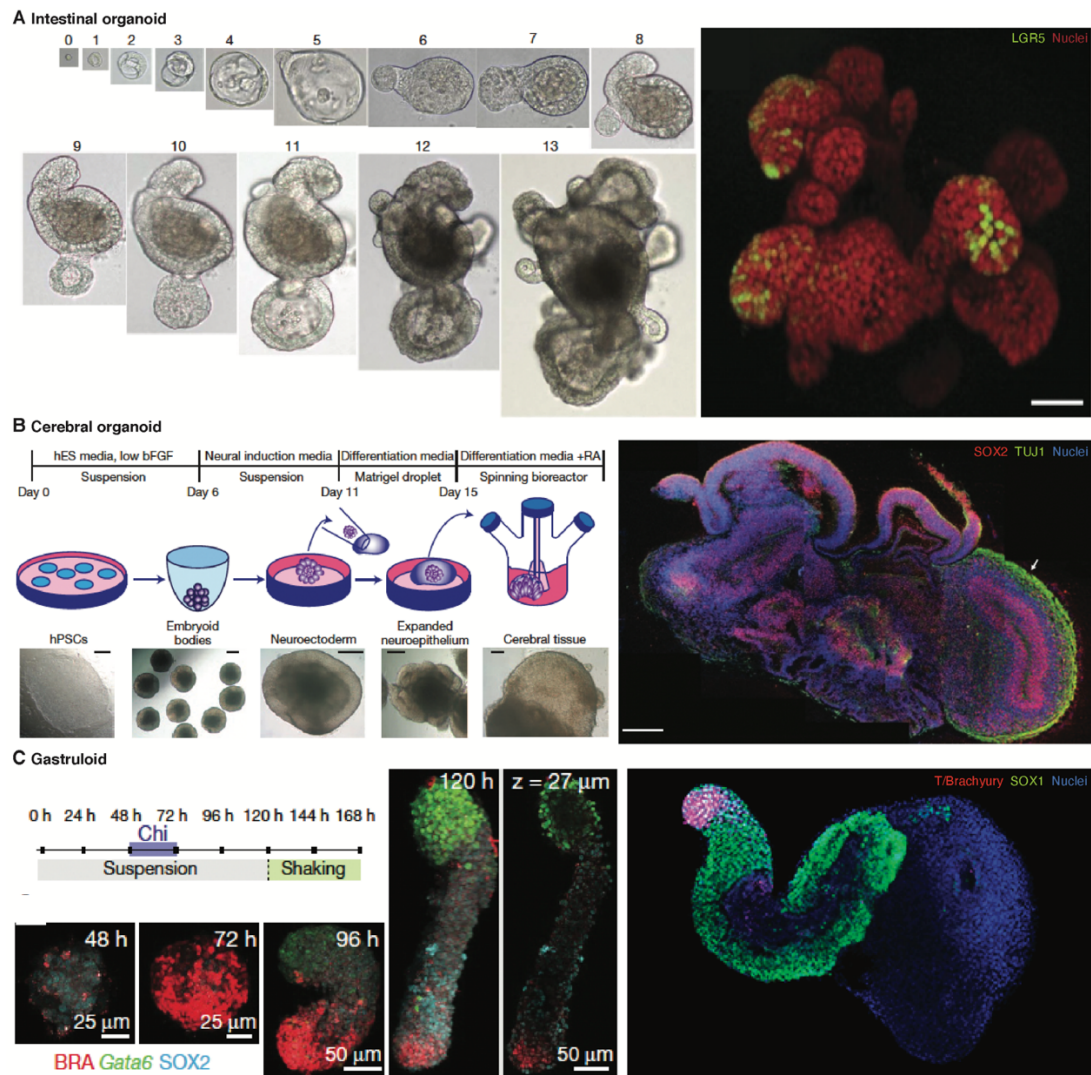 A Intestinal organoid
0 1 2 3 4 5 6 7 8
9 10 11 12 13
LGR5 Nuclei
B Cerebral organoid
hES media, low bFGF Neural induction media Differentiation media Differentiation media +RA
Suspension Suspension Matrigel droplet Spinning bioreactor
Day 0 Day 6 Day 11 Day 15
hPSCs Embryoid bodies Neuroectoderm Expanded neuroepithelium Cerebral tissue
SOX2 TUJ1 Nuclei
C Gastruloid
0 h 24 h 48 h 72 h 96 h 120 h 144 h 168 h
Chi
Suspension Shaking
48 h 72 h 96 h 120 h z = 27 μm
25 μm 25 μm 50 μm 50 μm
BRA Gata6 SOX2
T/Brachyury SOX1 Nuclei